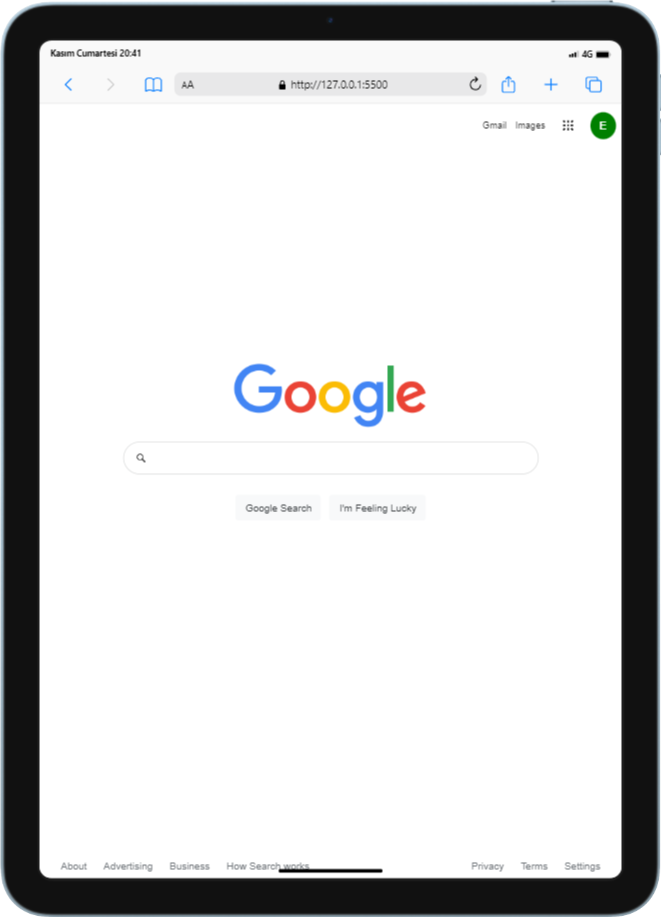 Kasım Cumartesi 20:41 4G
AA http://127.0.0.1:5500
Gmail Images E
Google
Google Search I'm Feeling Lucky
About Advertising Business How Search works Privacy Terms Settings